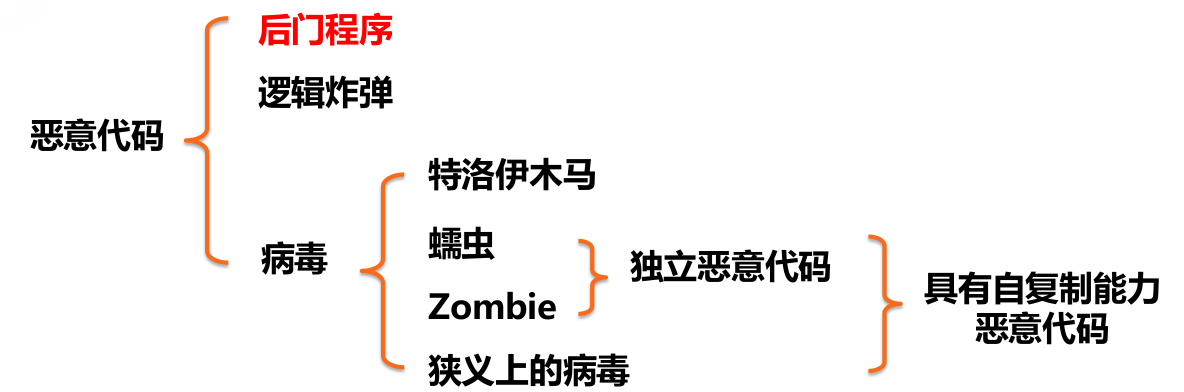 后门程序
逻辑炸弹
恶意代码
特洛伊木马
蠕虫
病毒
独立恶意代码
具有自复制能力
恶意代码
Zombie
狭义上的病毒